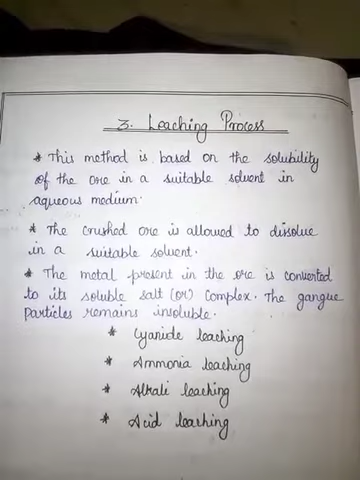 3. Leaching Process
* This method is based on the solubility
of the ore in a suitable solvent in
aqueous medium.
* The crushed ore is allowed to dissolve
in a suitable solvent.
* The metal present in the ore is converted
to its soluble salt (or) complex. The gangue
particles remains insoluble.
* Cyanide leaching
* Ammonia leaching
* Alkali leaching
* Acid leaching